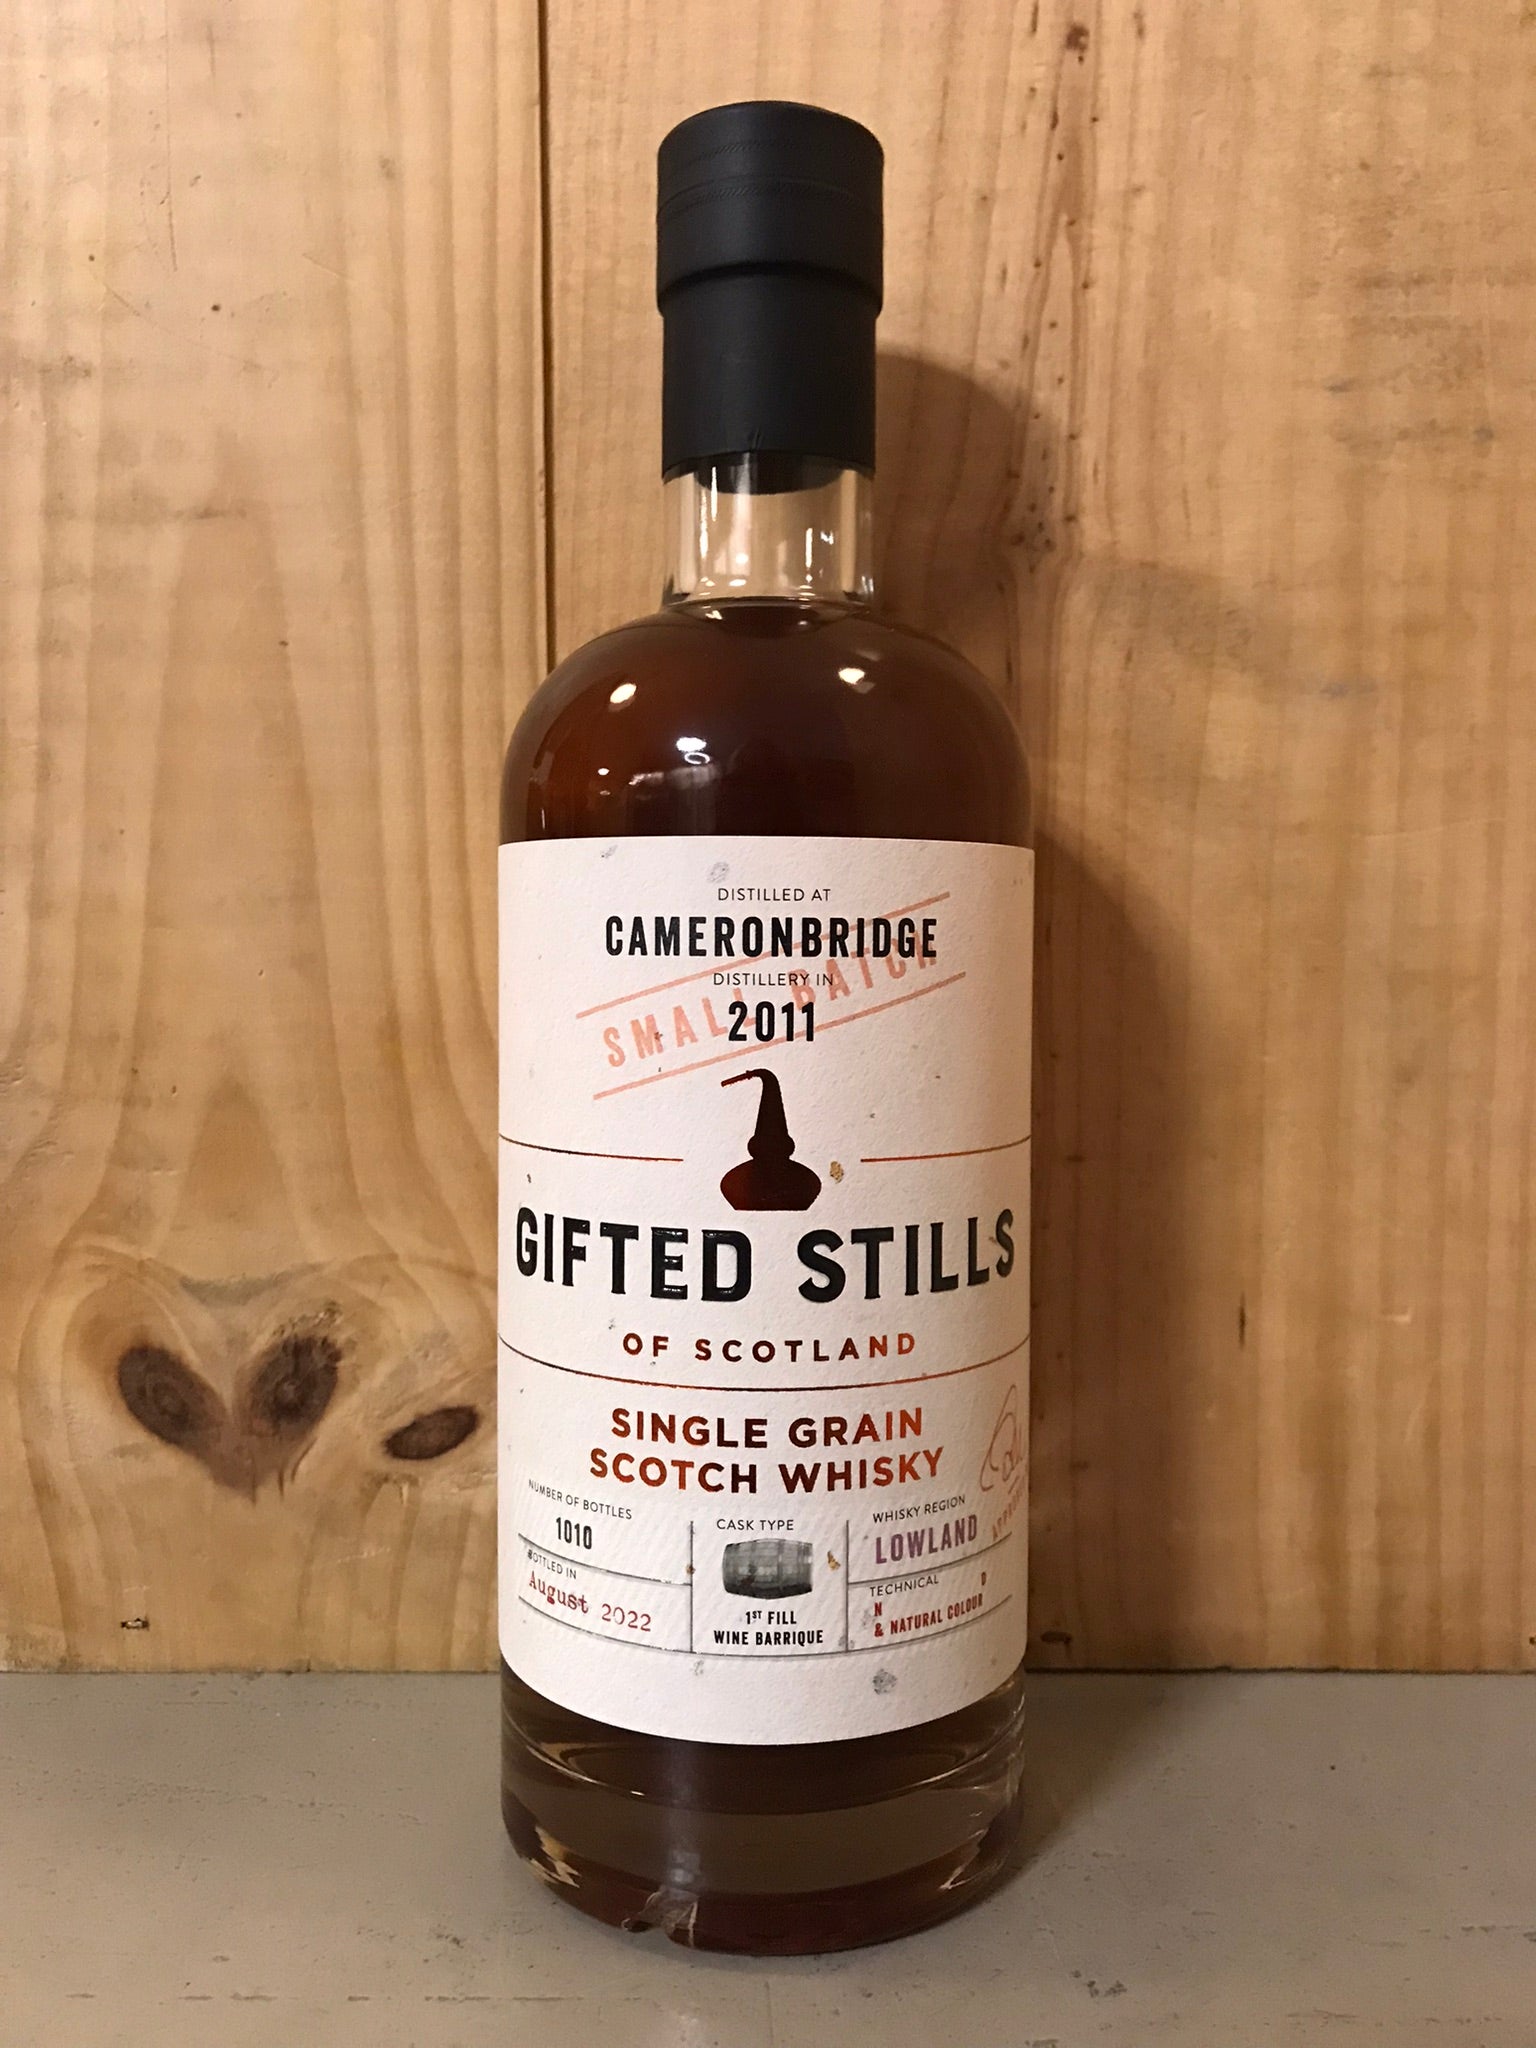 DISTILLED AT
CAMERONBRIDGE
DISTILLERY IN
SMALL BATCH
2011
GIFTED STILLS
OF SCOTLAND
SINGLE GRAIN
SCOTCH WHISKY
NUMBER OF BOTTLES
1010
BOTTLED IN
August 2022
CASK TYPE
1ST FILL
WINE BARRIQUE
WHISKY REGION
LOWLAND
TECHNICAL
N D
& NATURAL COLOUR